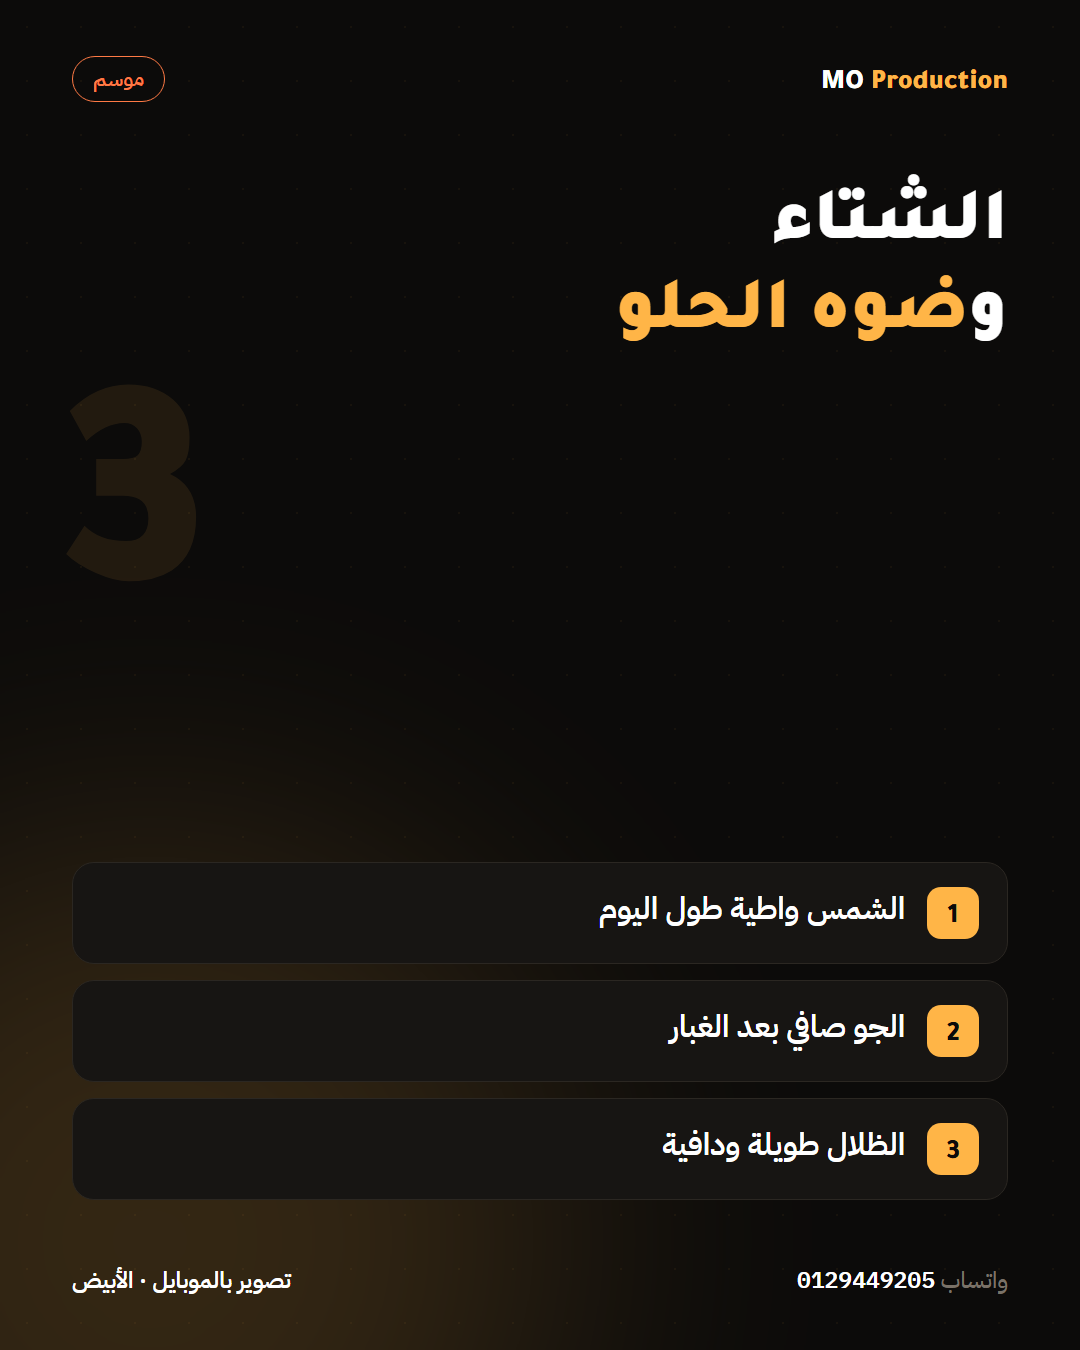 MO Production
موسم
الشتاء
وضوه الحلو
3
1 الشمس واطية طول اليوم
2 الجو صافي بعد الغبار
3 الظلال طويلة ودافية
واتساب 0129449205
تصوير بالموبايل · الأبيض